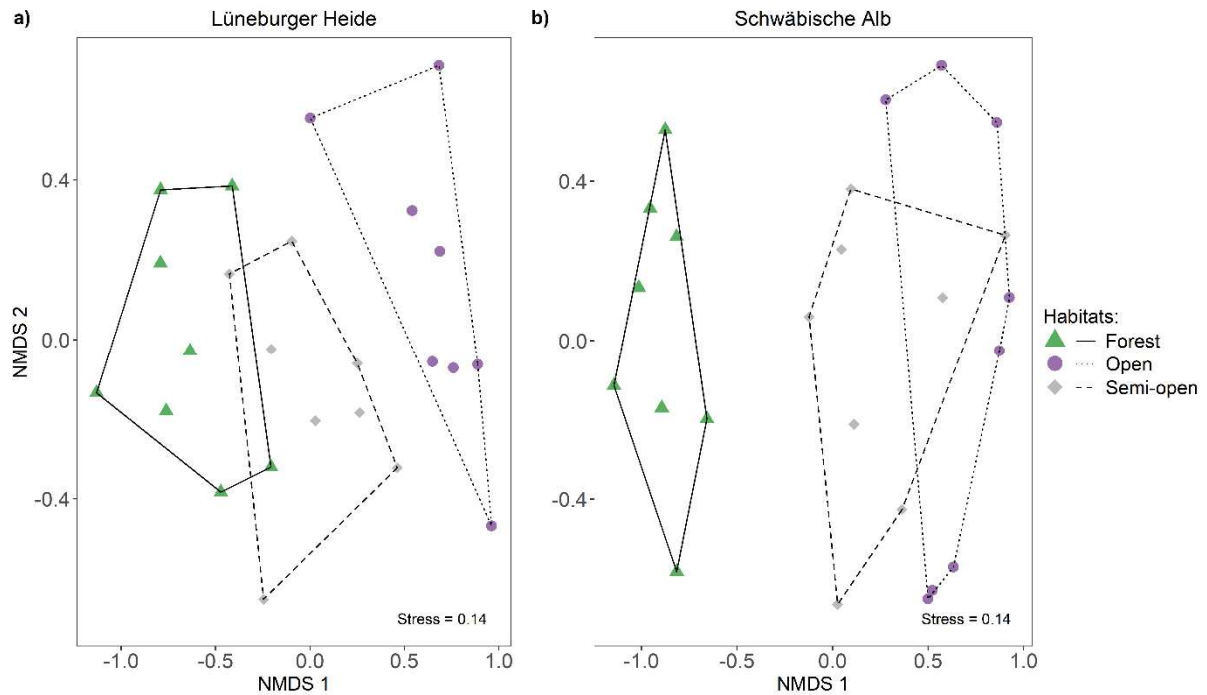 a) Lüneburger Heide
b) Schwäbische Alb
NMDS 2
0.4
0.0
-0.4
0.4
0.0
-0.4
Stress = 0.14
Stress = 0.14
-1.0 -0.5 0.0 0.5 1.0
-1.0 -0.5 0.0 0.5 1.0
NMDS 1
NMDS 1
Habitats:
Forest
Open
Semi-open